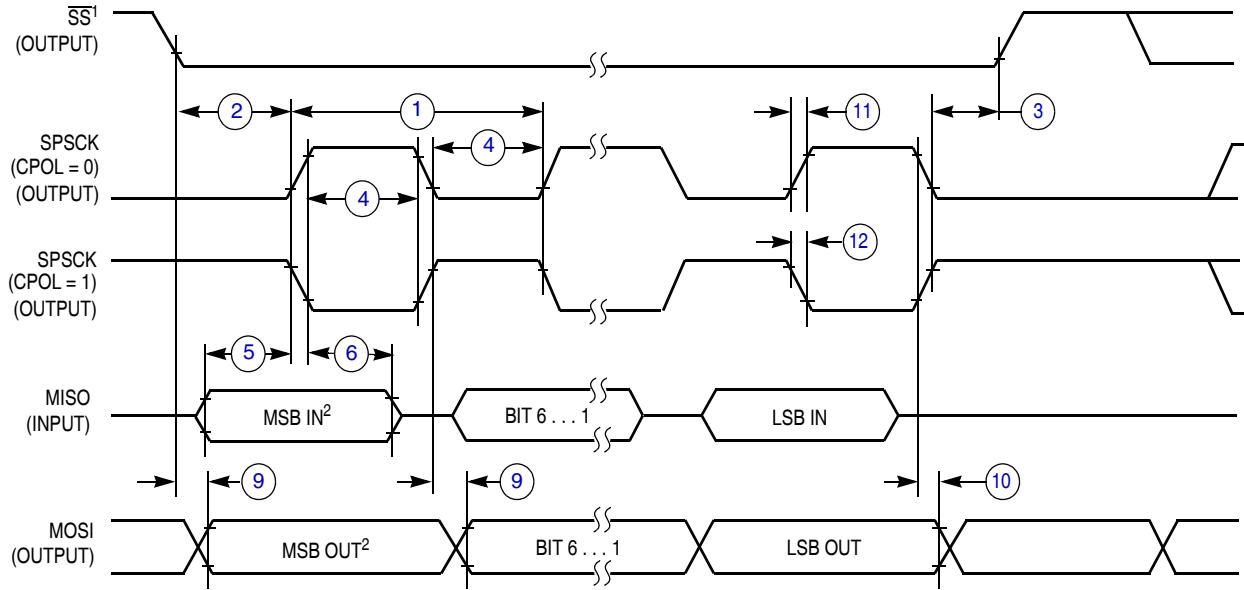 SS¹
(OUTPUT)
2
1
11
3
SPSCK
(CPOL = 0)
(OUTPUT)
4
4
SPSCK
(CPOL = 1)
(OUTPUT)
12
5
6
MISO
(INPUT)
MSB IN²
BIT 6 . . . 1
LSB IN
9
9
10
MOSI
(OUTPUT)
MSB OUT²
BIT 6 . . . 1
LSB OUT